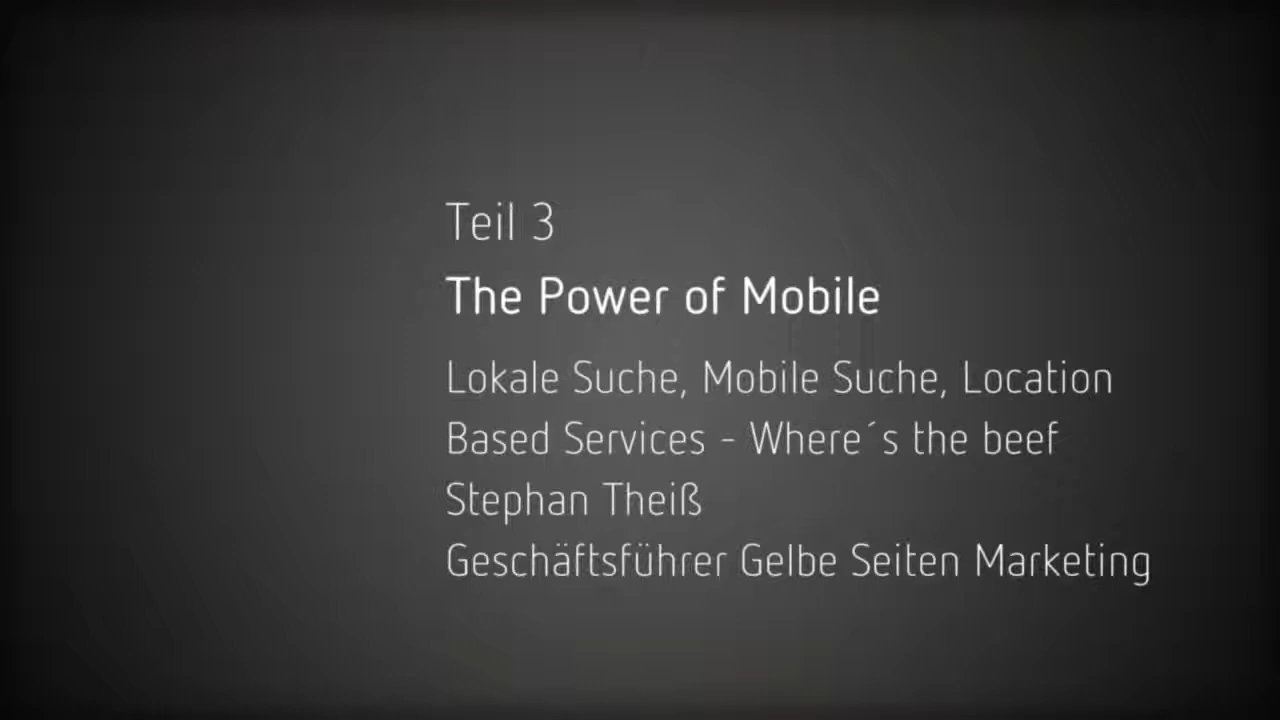 Teil 3
The Power of Mobile
Lokale Suche, Mobile Suche, Location
Based Services - Where´s the beef
Stephan Theiß
Geschäftsführer Gelbe Seiten Marketing